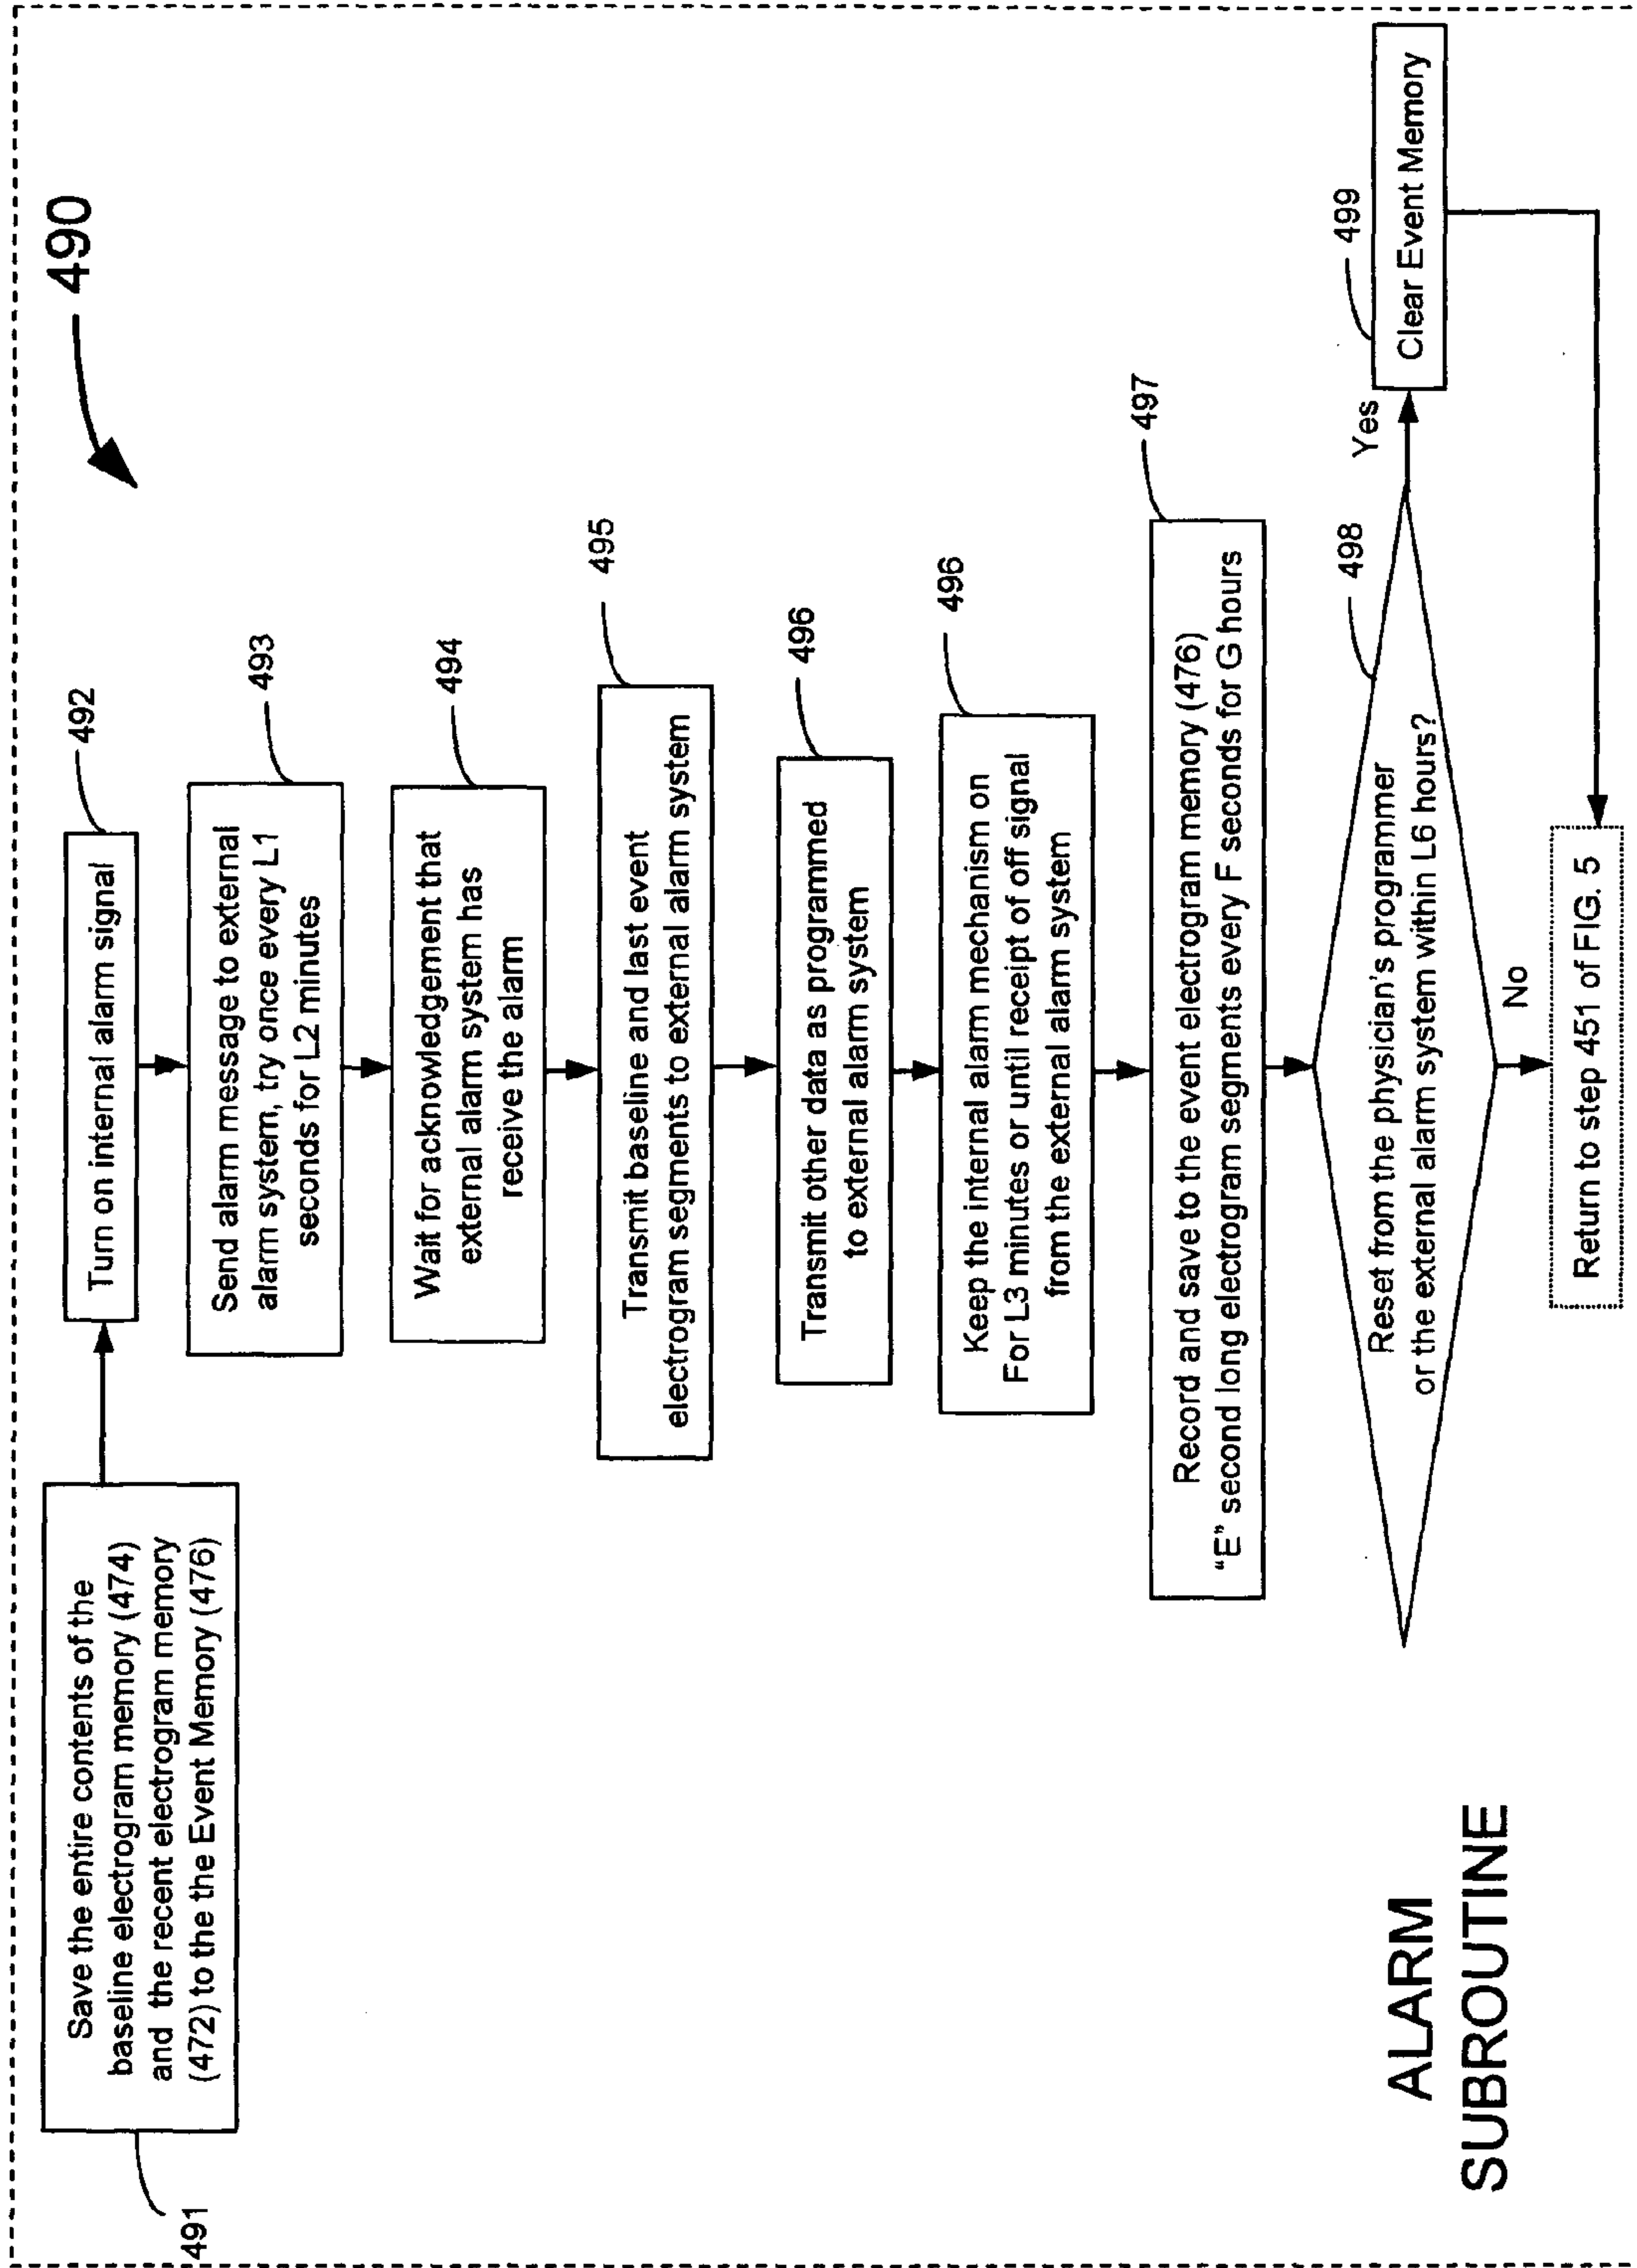 490
491
Save the entire contents of the
baseline electrogram memory (474)
and the recent electrogram memory
(472) to the the Event Memory (476)
492
Turn on internal alarm signal
493
Send alarm message to external
alarm system, try once every L1
seconds for L2 minutes
494
Wait for acknowledgement that
external alarm system has
receive the alarm
495
Transmit baseline and last event
electrogram segments to external alarm system
496
Transmit other data as programmed
to external alarm system
496
Keep the internal alarm mechanism on
For L3 minutes or until receipt of off signal
from the external alarm system
497
Record and save to the event electrogram memory (476)
“E” second long electrogram segments every F seconds for G hours
498
Reset from the physician's programmer
or the external alarm system within L6 hours?
Yes
499
Clear Event Memory
No
Return to step 451 of FIG. 5
ALARM
SUBROUTINE